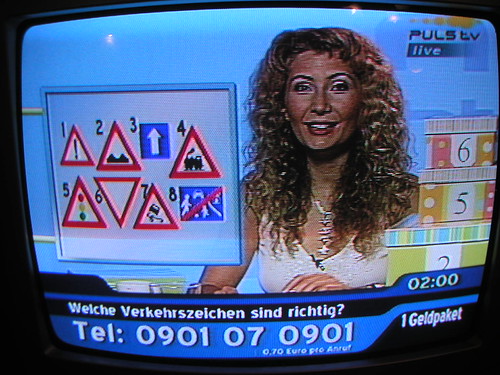 PULS tv
live
1 2 3 4
5 6 7 8
6
5
2
02:00
Welche Verkehrszeichen sind richtig?
1 Geldpaket
Tel: 0901 07 0901
0,70 Euro pro Anruf